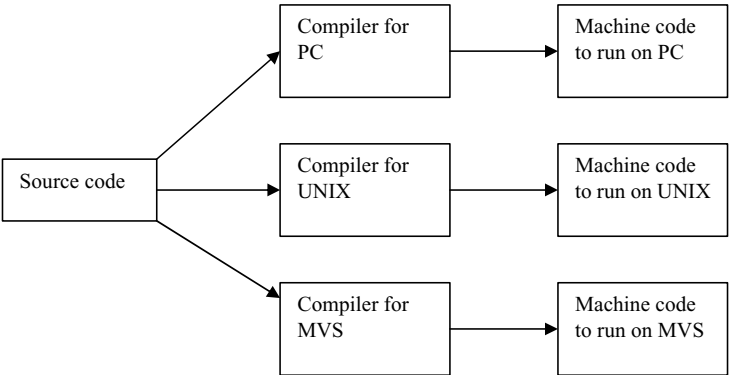 Compiler for
PC
Machine code
to run on PC
Source code
Compiler for
UNIX
Machine code
to run on UNIX
Compiler for
MVS
Machine code
to run on MVS